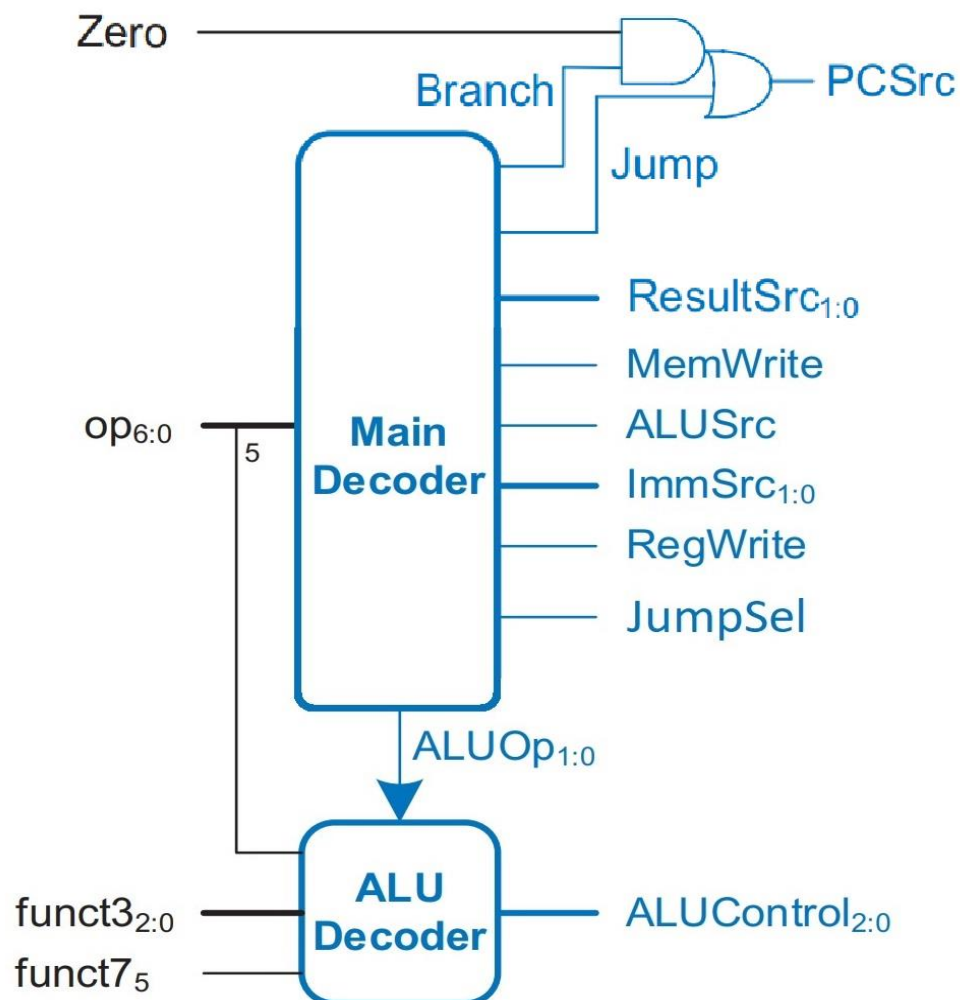 Zero
Branch
PCSrc
Jump
ResultSrc1:0
MemWrite
op6:0
5
Main
Decoder
ALUSrc
ImmSrc1:0
RegWrite
JumpSel
ALUOp1:0
funct32:0
funct75
ALU
Decoder
ALUControl2:0